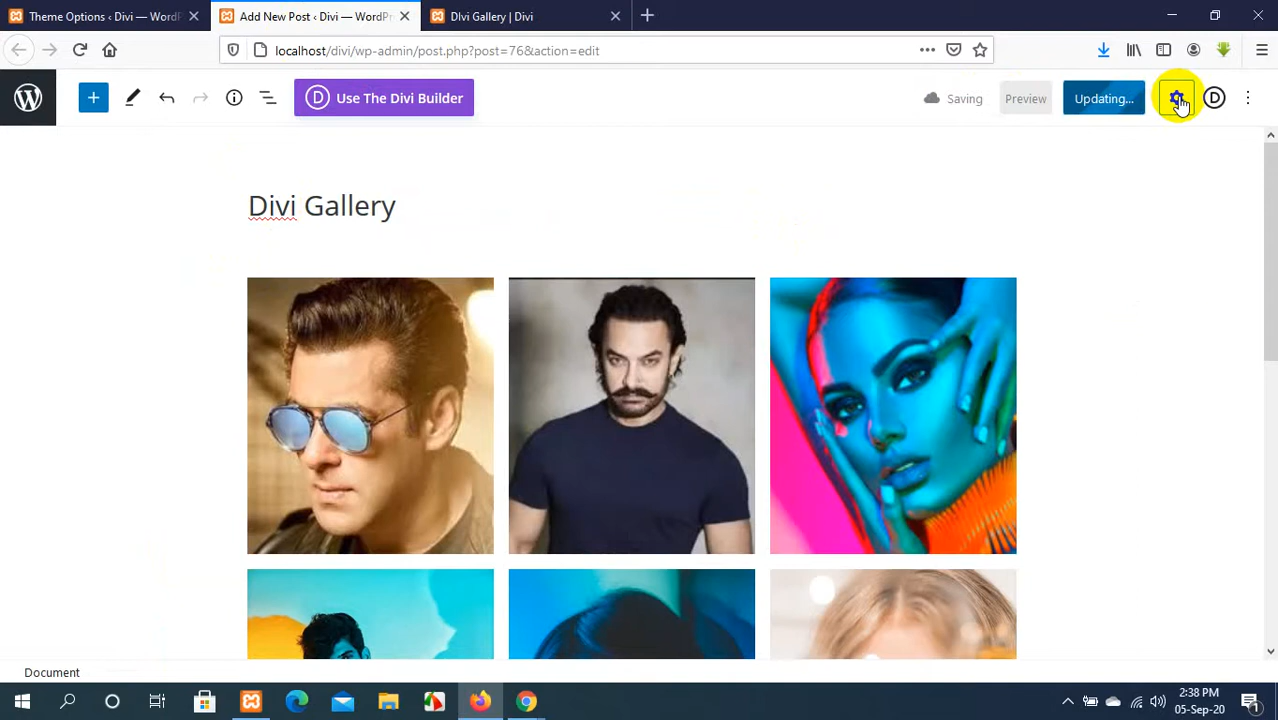 Theme Options ‹ Divi — WordP
Add New Post ‹ Divi — WordPr
DIvi Gallery | Divi
localhost/divi/wp-admin/post.php?post=76&action=edit
Use The Divi Builder
Saving
Preview
Updating...
Divi Gallery
Document
2:38 PM
05-Sep-20